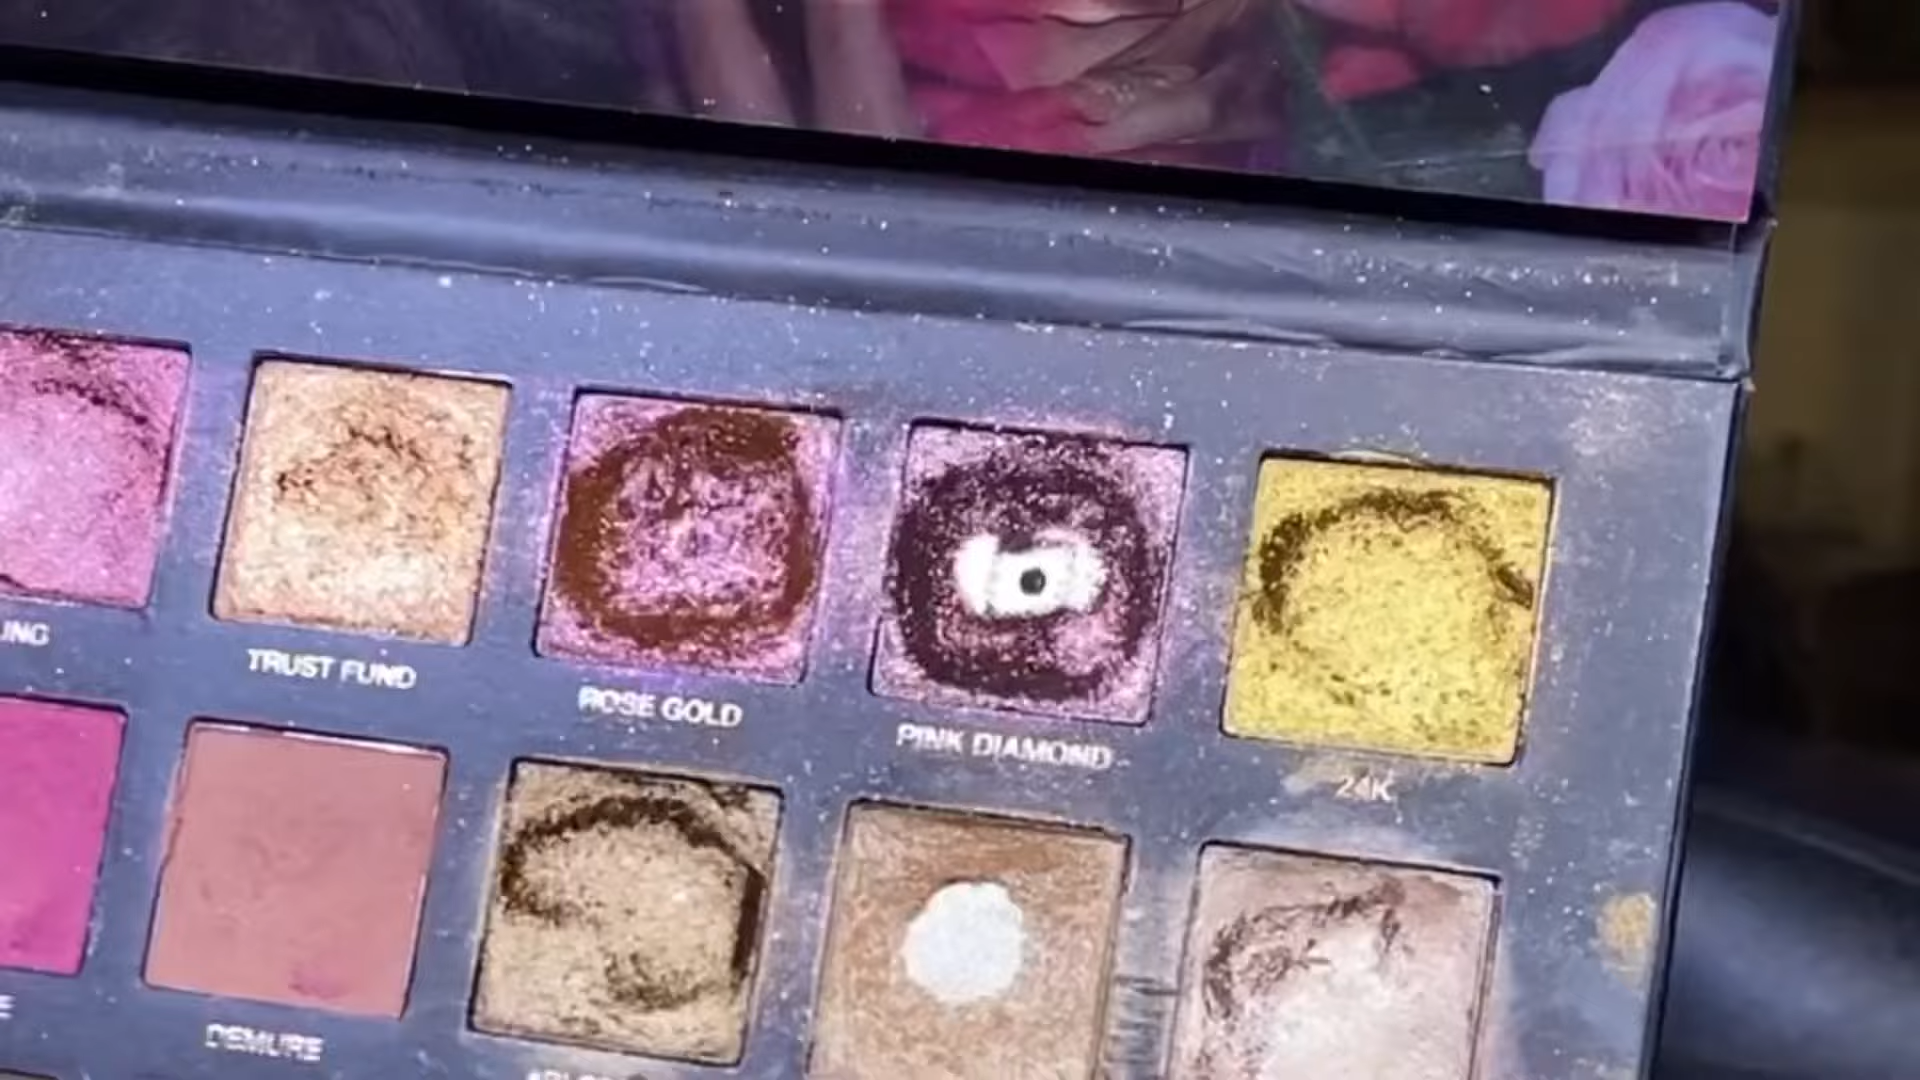 TRUST FUND
ROSE GOLD
PINK DIAMOND
24K
DEMURE